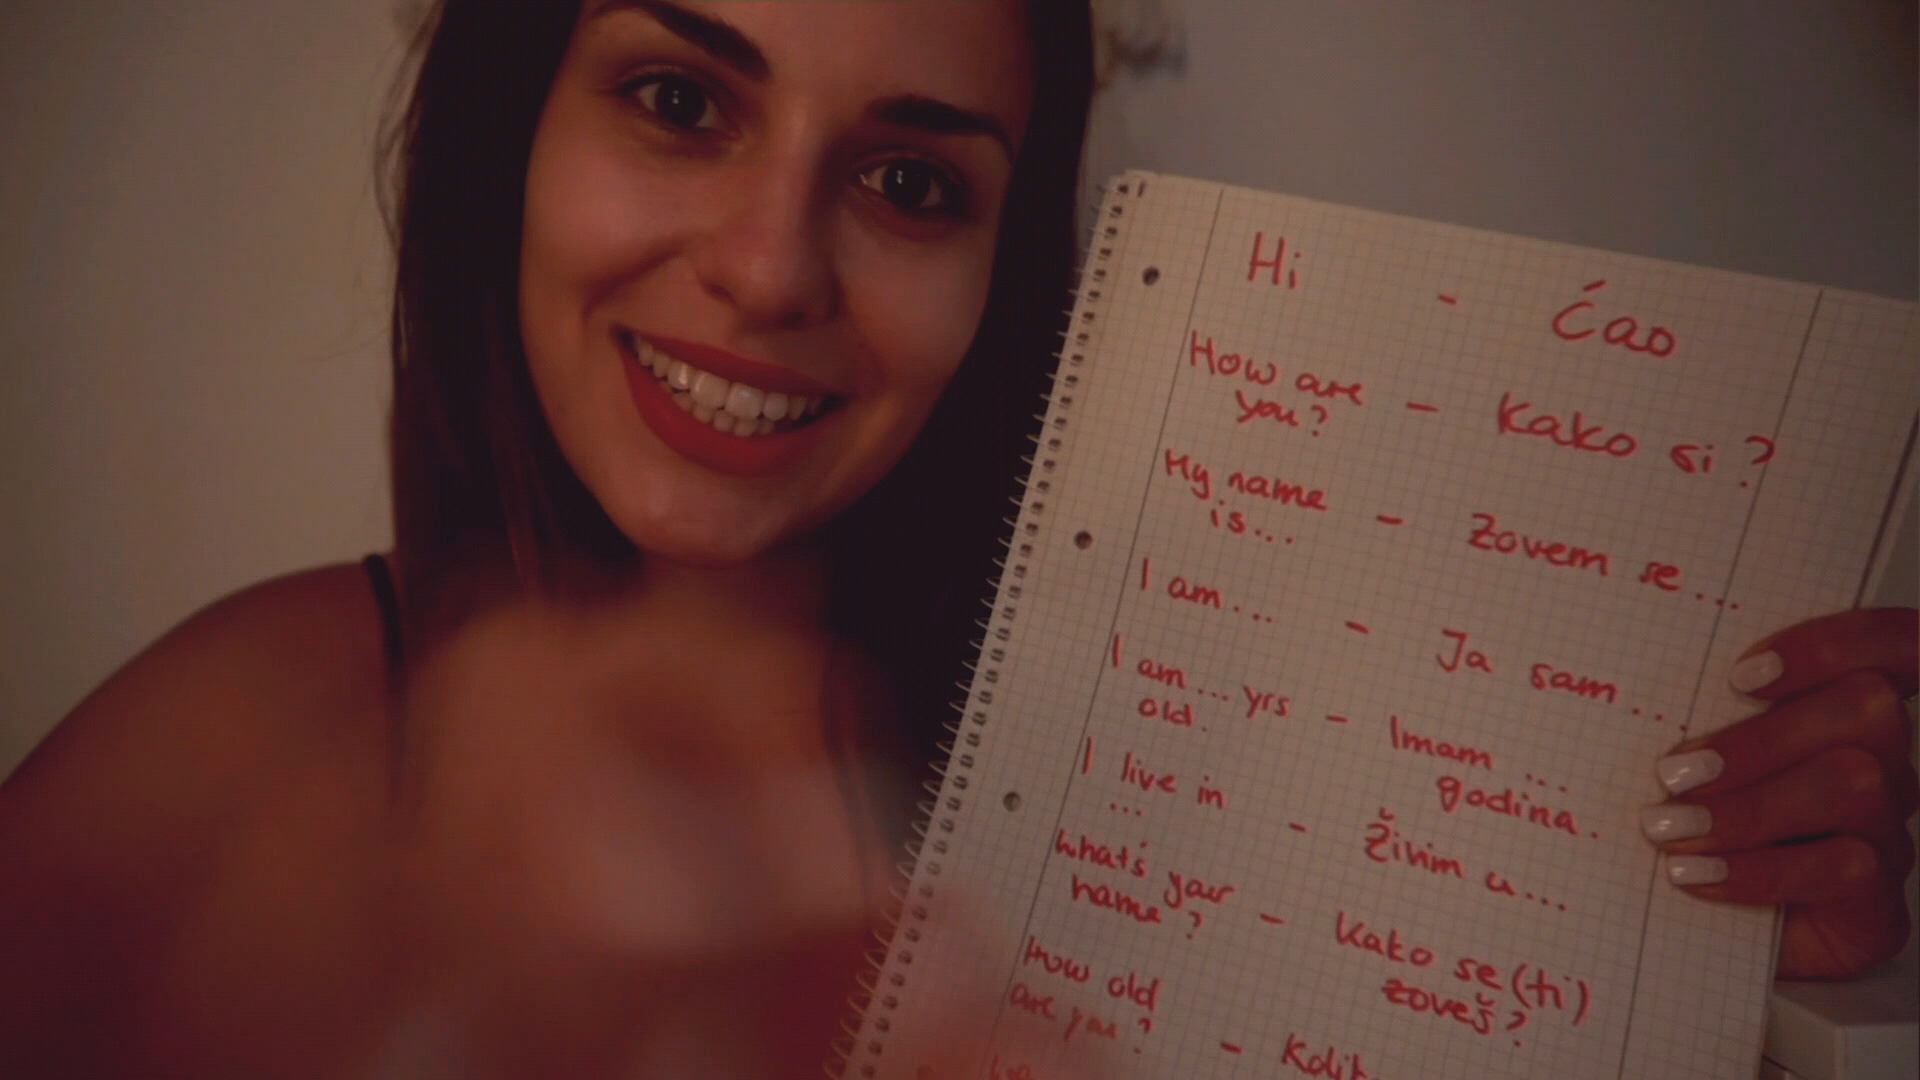 Hi - Ćao
How are - Kako si?
you?
My name - Zovem se...
is...
I am... - Ja sam...
I am... yrs - Imam ...
old. godina.
I live in - Živim u...
...
What's your - Kako se (ti)
name? zoveš?
How old
are you? - Kolik